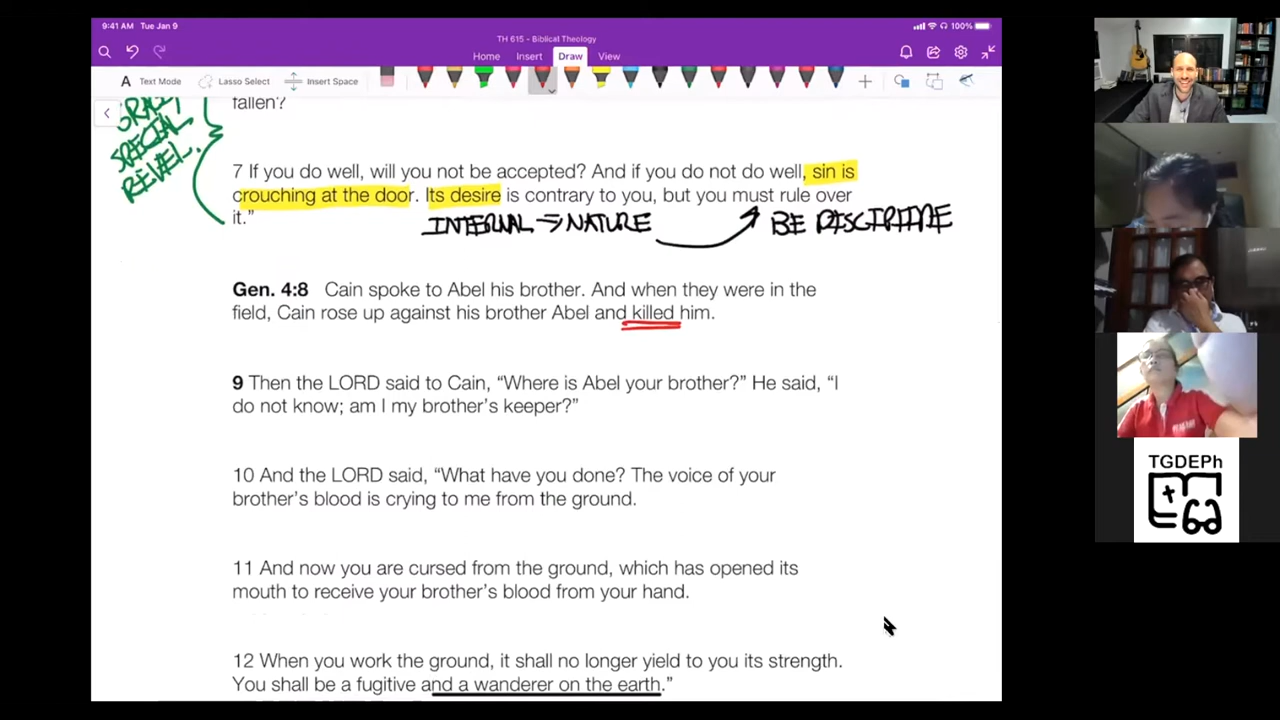 9:41 AM Tue Jan 9
100%
TH 615 - Biblical Theology
Home Insert Draw View
Text Mode Lasso Select Insert Space
fallen?
SPECIAL
REVEL.
7 If you do well, will you not be accepted? And if you do not do well, sin is
crouching at the door. Its desire is contrary to you, but you must rule over
it.”
INTERNAL ⇒ NATURE
BE DISCIPLINE
Gen. 4:8 Cain spoke to Abel his brother. And when they were in the
field, Cain rose up against his brother Abel and killed him.
9 Then the LORD said to Cain, “Where is Abel your brother?” He said, “I
do not know; am I my brother’s keeper?”
10 And the LORD said, “What have you done? The voice of your
brother’s blood is crying to me from the ground.
11 And now you are cursed from the ground, which has opened its
mouth to receive your brother’s blood from your hand.
12 When you work the ground, it shall no longer yield to you its strength.
You shall be a fugitive and a wanderer on the earth.”
TGDEPh